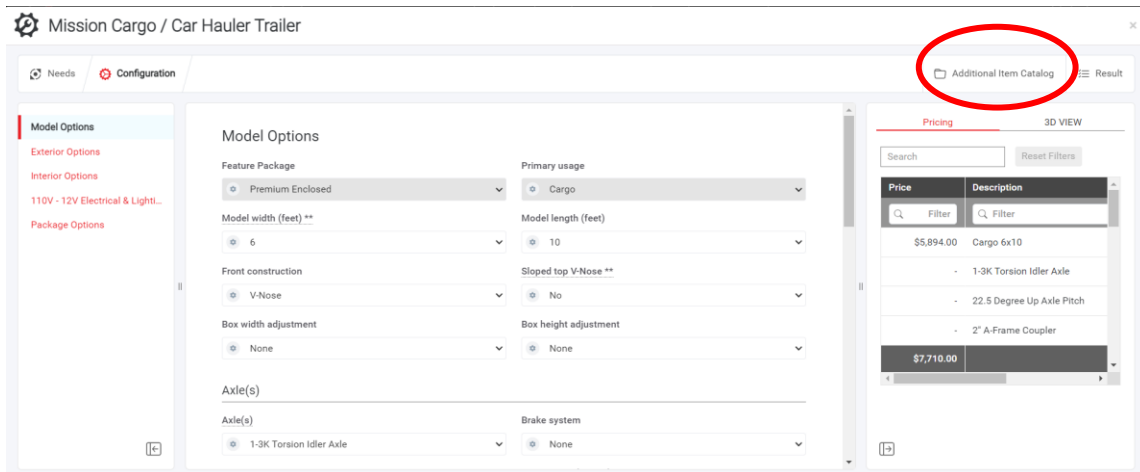 Mission Cargo / Car Hauler Trailer
×
Needs
Configuration
Additional Item Catalog
Result
Model Options
Exterior Options
Interior Options
110V - 12V Electrical & Lighti...
Package Options
Model Options
Feature Package
Primary usage
Premium Enclosed
Cargo
Model width (feet) **
Model length (feet)
6
10
Front construction
Sloped top V-Nose **
V-Nose
No
Box width adjustment
Box height adjustment
None
None
Axle(s)
Axle(s)
Brake system
1-3K Torsion Idler Axle
None
Pricing
3D VIEW
Search
Reset Filters
Price
Description
Filter
Filter
$5,894.00 Cargo 6x10
- 1-3K Torsion Idler Axle
- 22.5 Degree Up Axle Pitch
- 2" A-Frame Coupler
$7,710.00